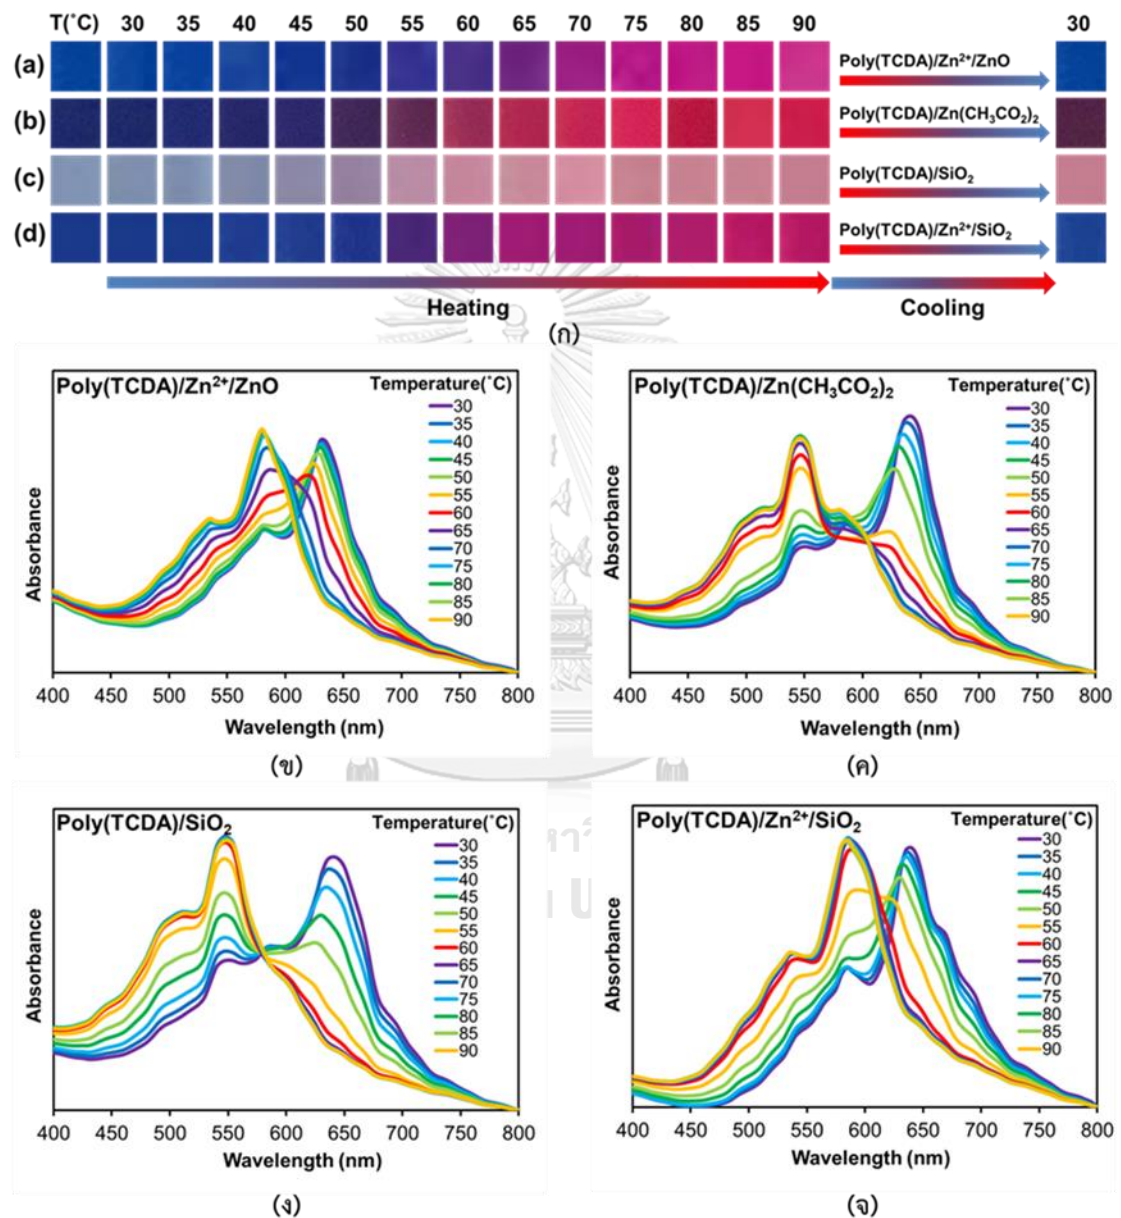 T(˚C) 30 35 40 45 50 55 60 65 70 75 80 85 90 30
(a) Poly(TCDA)/Zn²⁺/ZnO
(b) Poly(TCDA)/Zn(CH₃CO₂)₂
(c) Poly(TCDA)/SiO₂
(d) Poly(TCDA)/Zn²⁺/SiO₂
Heating Cooling
(ก)
Poly(TCDA)/Zn²⁺/ZnO
Temperature(˚C)
30
35
40
45
50
55
60
65
70
75
80
85
90
Absorbance
400 450 500 550 600 650 700 750 800
Wavelength (nm)
(ข)
Poly(TCDA)/Zn(CH₃CO₂)₂
Temperature(˚C)
30
35
40
45
50
55
60
65
70
75
80
85
90
Absorbance
400 450 500 550 600 650 700 750 800
Wavelength (nm)
(ค)
Poly(TCDA)/SiO₂
Temperature(˚C)
30
35
40
45
50
55
60
65
70
75
80
85
90
Absorbance
400 450 500 550 600 650 700 750 800
Wavelength (nm)
(ง)
Poly(TCDA)/Zn²⁺/SiO₂
Temperature(˚C)
30
35
40
45
50
55
60
65
70
75
80
85
90
Absorbance
400 450 500 550 600 650 700 750 800
Wavelength (nm)
(จ)